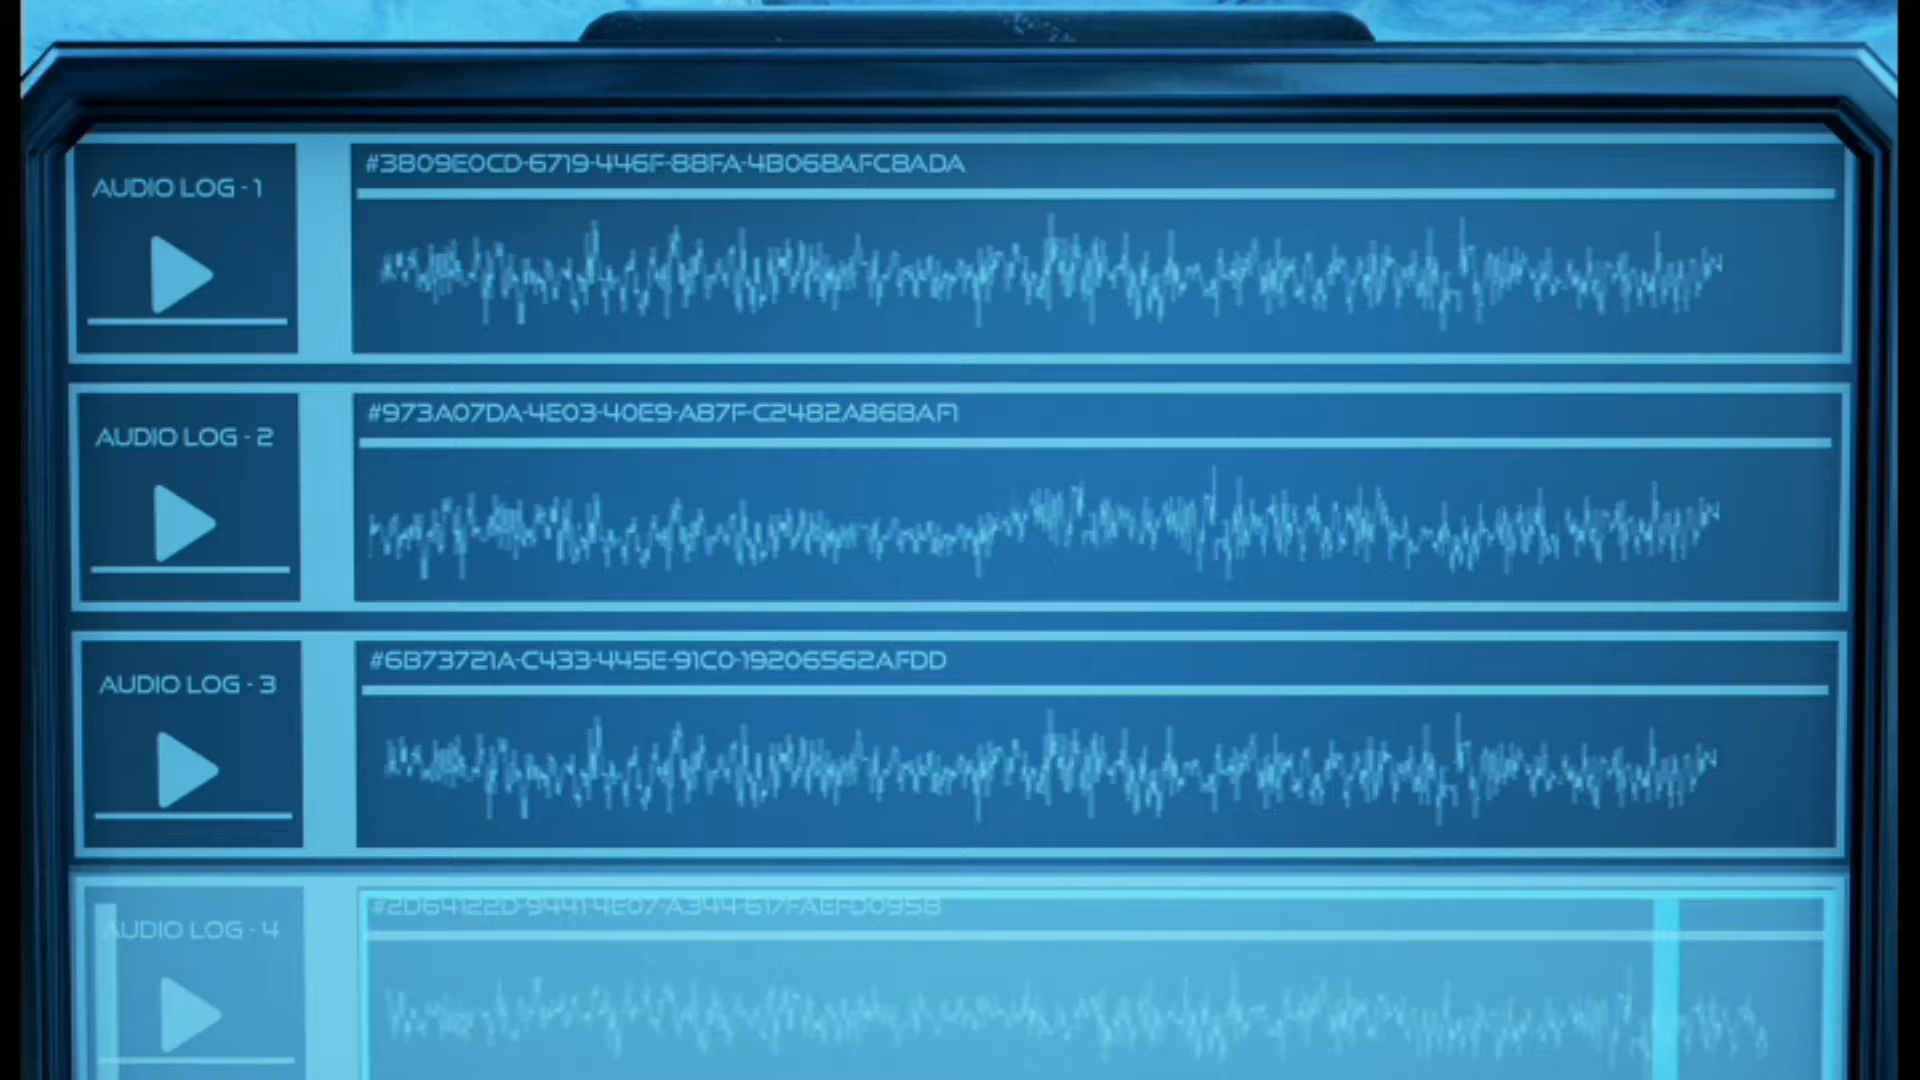 AUDIO LOG - 1
#3B09E0CD-6719-446F-88FA-4B068AFC8ADA
AUDIO LOG - 2
#973A07DA-4E03-40E9-A87F-C2482A86BAF1
AUDIO LOG - 3
#6B73721A-C433-445E-91C0-19206562AFDD
AUDIO LOG - 4